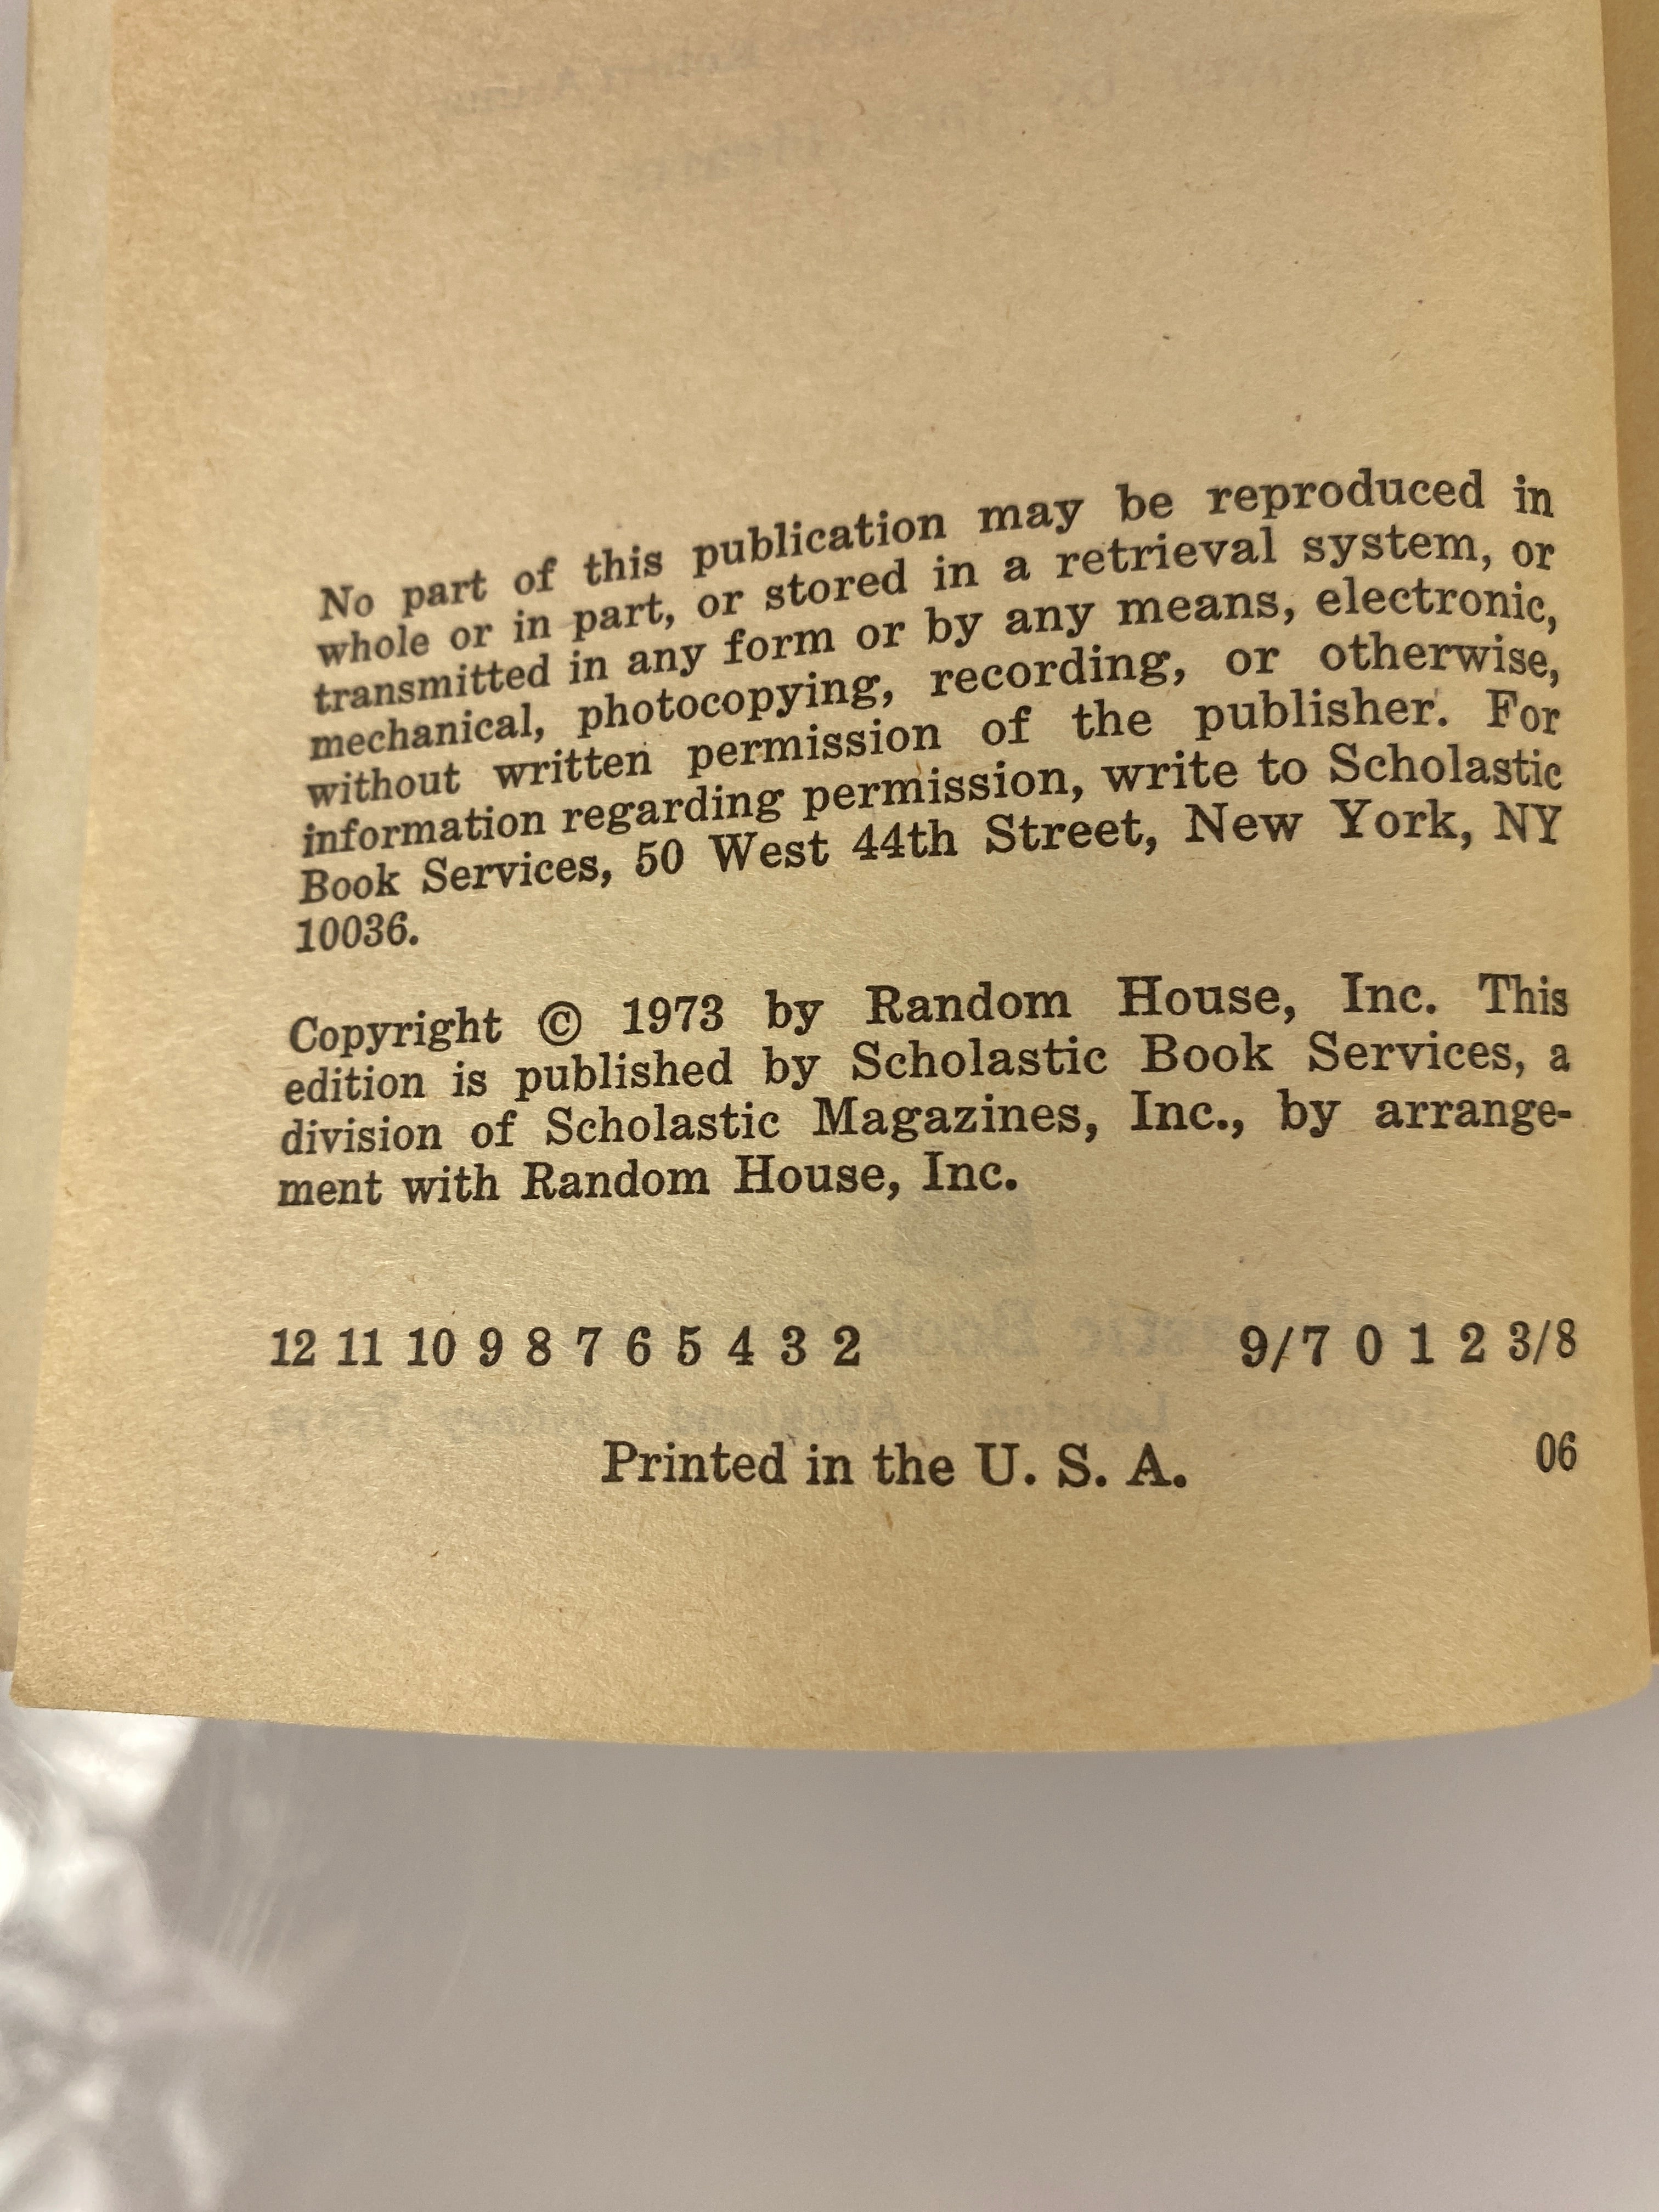 No part of this publication may be reproduced in
whole or in part, or stored in a retrieval system, or
transmitted in any form or by any means, electronic,
mechanical, photocopying, recording, or otherwise,
without written permission of the publisher. For
information regarding permission, write to Scholastic
Book Services, 50 West 44th Street, New York, NY
10036.
Copyright © 1973 by Random House, Inc. This
edition is published by Scholastic Book Services, a
division of Scholastic Magazines, Inc., by arrange-
ment with Random House, Inc.
12 11 10 9 8 7 6 5 4 3 2 9/7 0 1 2 3/8
Printed in the U. S. A. 06